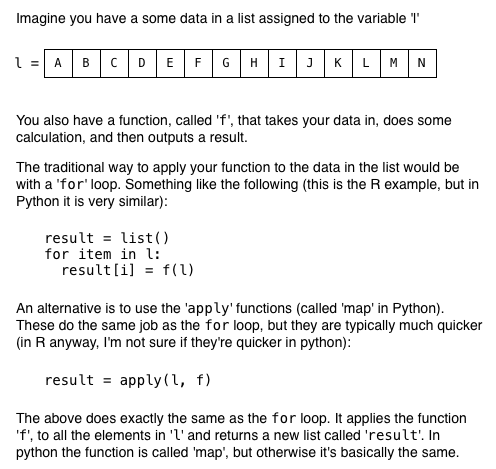 Imagine you have a some data in a list assigned to the variable 'l'
l = A B C D E F G H I J K L M N
You also have a function, called 'f', that takes your data in, does some
calculation, and then outputs a result.
The traditional way to apply your function to the data in the list would be
with a 'for' loop. Something like the following (this is the R example, but in
Python it is very similar):
result = list()
for item in l:
  result[i] = f(l)
An alternative is to use the 'apply' functions (called 'map' in Python).
These do the same job as the for loop, but they are typically much quicker
(in R anyway, I'm not sure if they're quicker in python):
result = apply(l, f)
The above does exactly the same as the for loop. It applies the function
'f', to all the elements in 'l' and returns a new list called 'result'. In
python the function is called 'map', but otherwise it's basically the same.